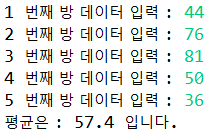 1 번째 방 데이터 입력 : 44
2 번째 방 데이터 입력 : 76
3 번째 방 데이터 입력 : 81
4 번째 방 데이터 입력 : 50
5 번째 방 데이터 입력 : 36
평균은 : 57.4 입니다.